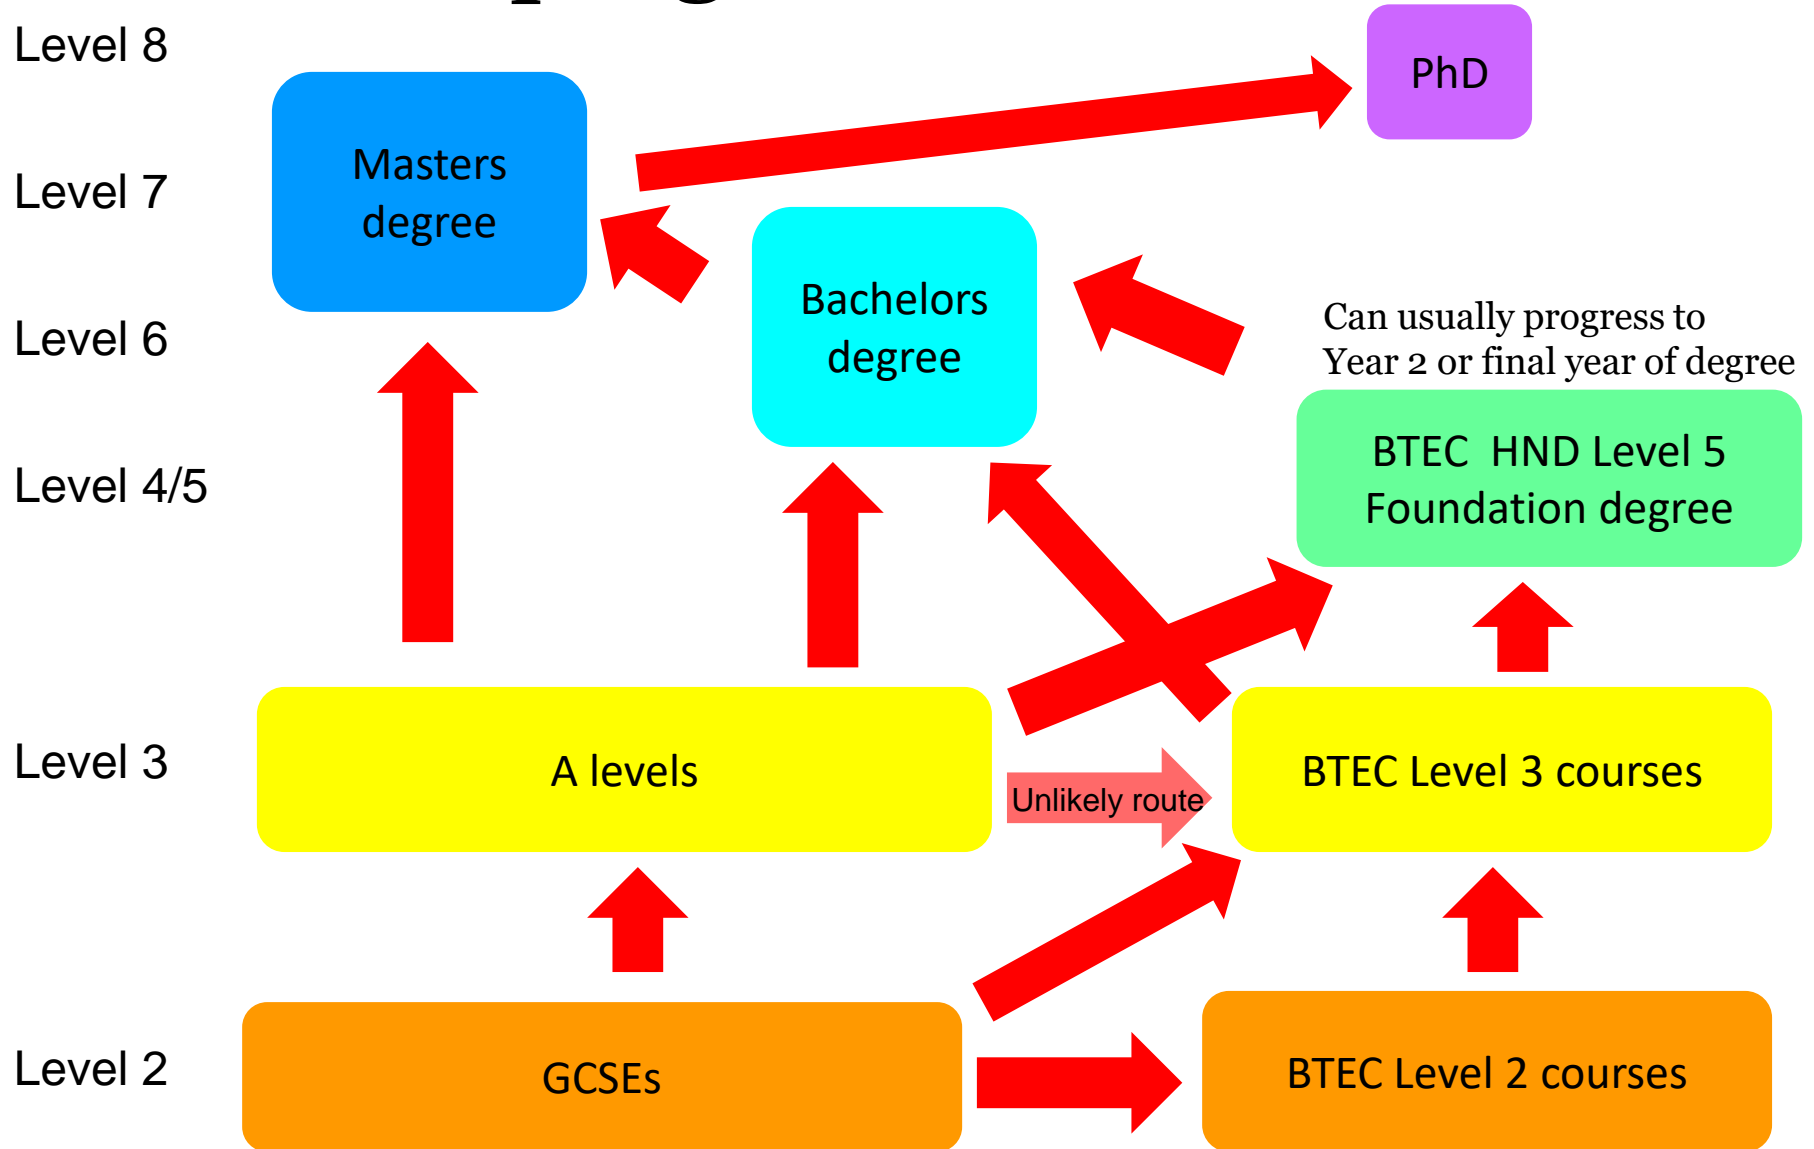 Level 8
PhD
Masters
degree
Level 7
Bachelors
degree
Level 6
Can usually progress to
Year 2 or final year of degree
BTEC  HND Level 5
Foundation degree
Level 4/5
Level 3
A levels
Unlikely route
BTEC Level 3 courses
Level 2
GCSEs
BTEC Level 2 courses